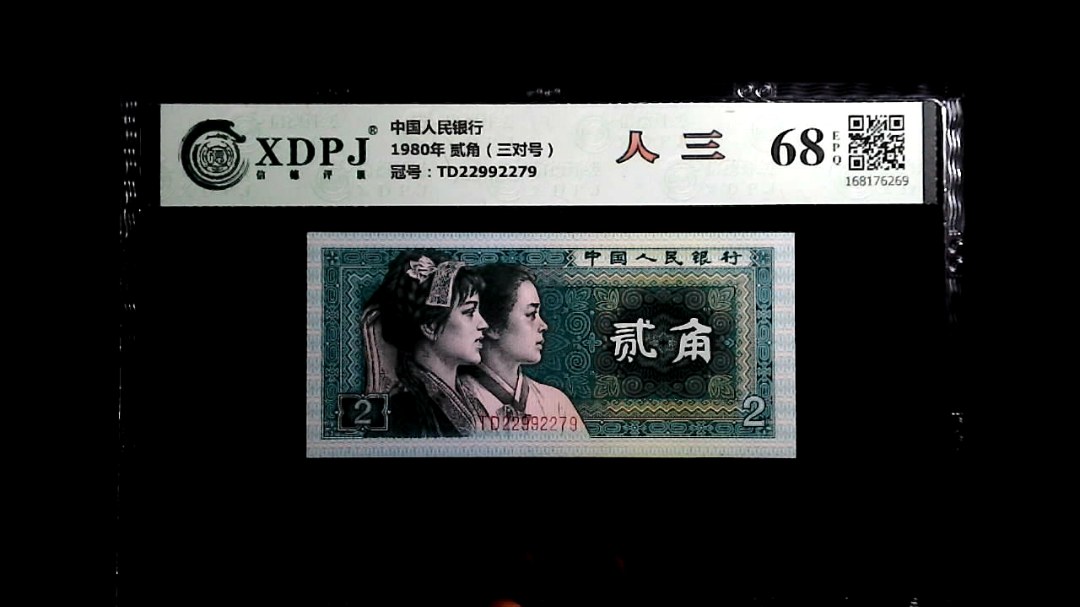 XDPJ®
信德评级
中国人民银行
1980年 贰角（三对号）
冠号：TD22992279
人 三
68
EPQ
168176269
中国人民银行
贰角
2
TD22992279
2